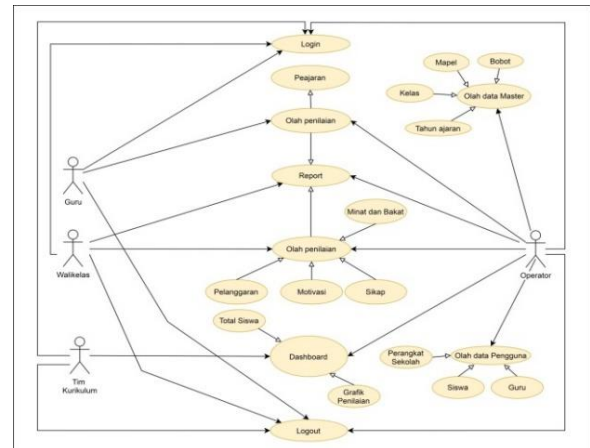 Login
Peajaran
Mapel
Bobot
Kelas
Olah data Master
Tahun ajaran
Olah penilaian
Guru
Report
Minat dan Bakat
Walikelas
Olah penilaian
Operator
Pelanggaran
Motivasi
Sikap
Total Siswa
Tim
Kurikulum
Dashboard
Perangkat
Sekolah
Olah data Pengguna
Siswa
Guru
Grafik
Penilaian
Logout